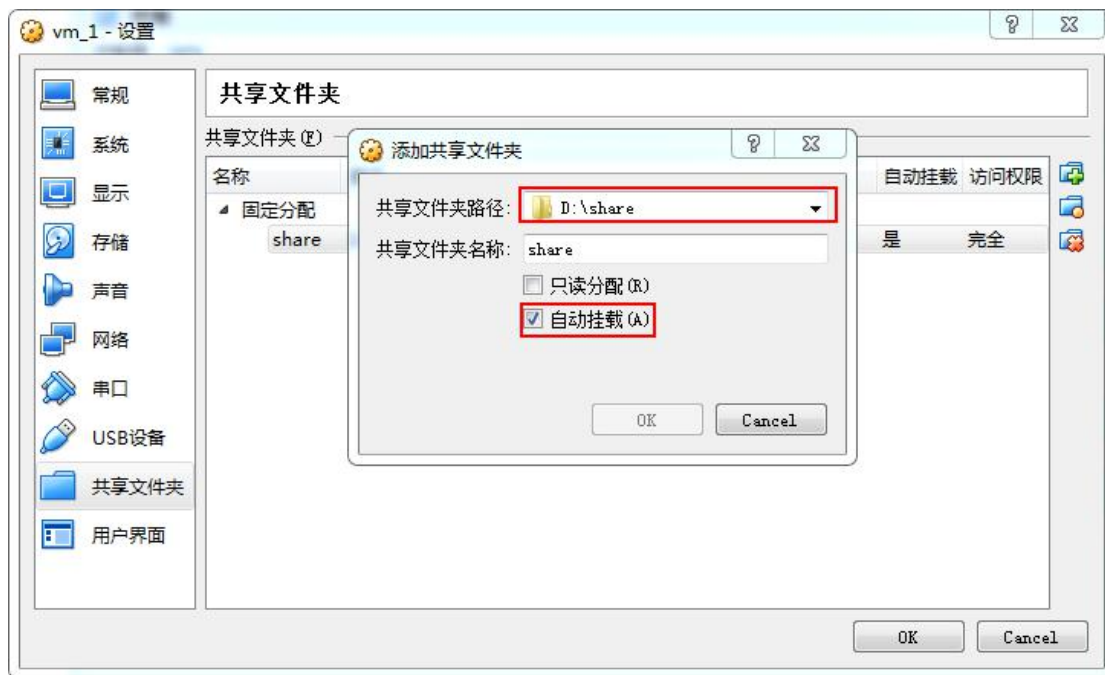 vm_1 - 设置
常规
系统
显示
存储
声音
网络
串口
USB设备
共享文件夹
用户界面
共享文件夹
共享文件夹(F)
名称
自动挂载 访问权限
固定分配
share
是 完全
添加共享文件夹
共享文件夹路径: D:\share
共享文件夹名称: share
只读分配(R)
自动挂载(A)
OK Cancel
OK Cancel